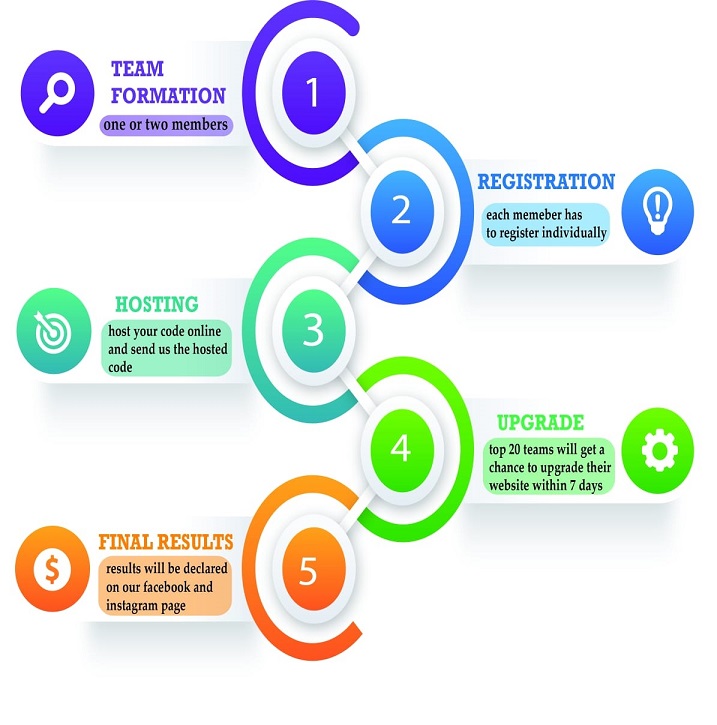 1
TEAM
FORMATION
one or two members
2
REGISTRATION
each memeber has
to register individually
3
HOSTING
host your code online
and send us the hosted
code
4
UPGRADE
top 20 teams will get a
chance to upgrade their
website within 7 days
5
FINAL RESULTS
results will be declared
on our facebook and
instagram page
$